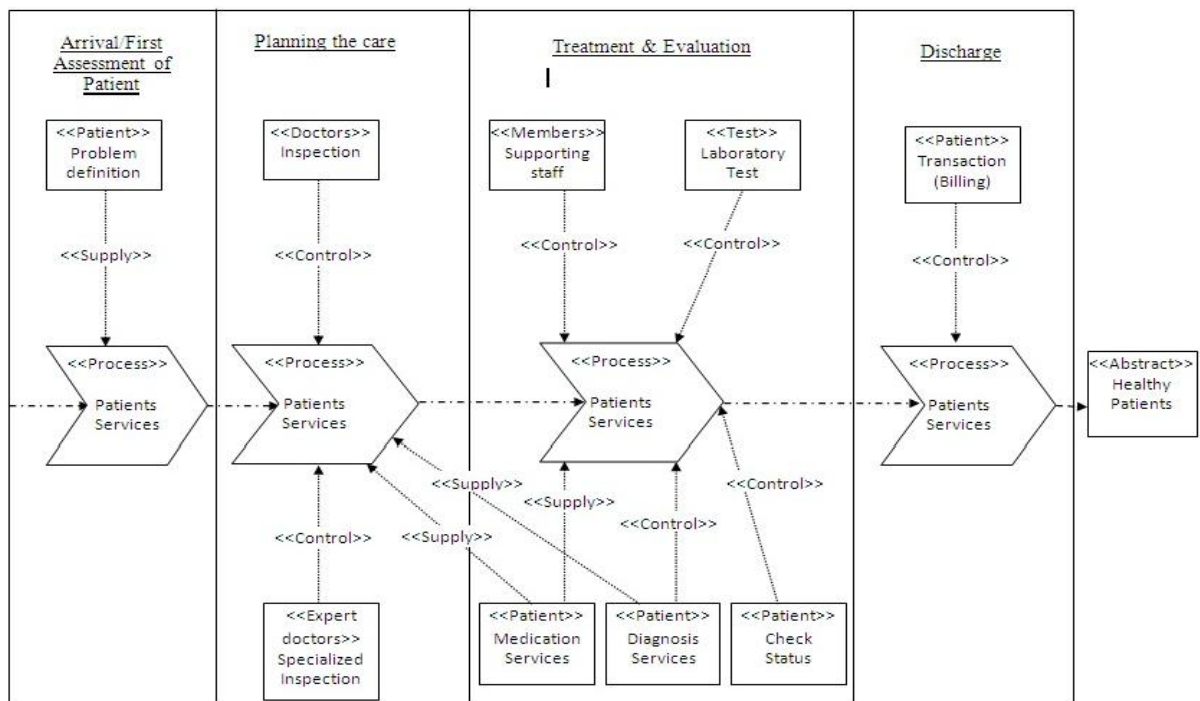 Arrival/First
Assessment of
Patient
Planning the care
Treatment & Evaluation
Discharge
<<Patient>>
Problem
definition
<<Doctors>>
Inspection
<<Members>>
Supporting
staff
<<Test>>
Laboratory
Test
<<Patient>>
Transaction
(Billing)
<<Supply>>
<<Control>>
<<Control>>
<<Control>>
<<Control>>
<<Process>>
Patients
Services
<<Process>>
Patients
Services
<<Process>>
Patients
Services
<<Process>>
Patients
Services
<<Abstract>>
Healthy
Patients
<<Supply>>
<<Supply>>
<<Control>>
<<Control>>
<<Control>>
<<Supply>>
<<Expert
doctors>>
Specialized
Inspection
<<Patient>>
Medication
Services
<<Patient>>
Diagnosis
Services
<<Patient>>
Check
Status